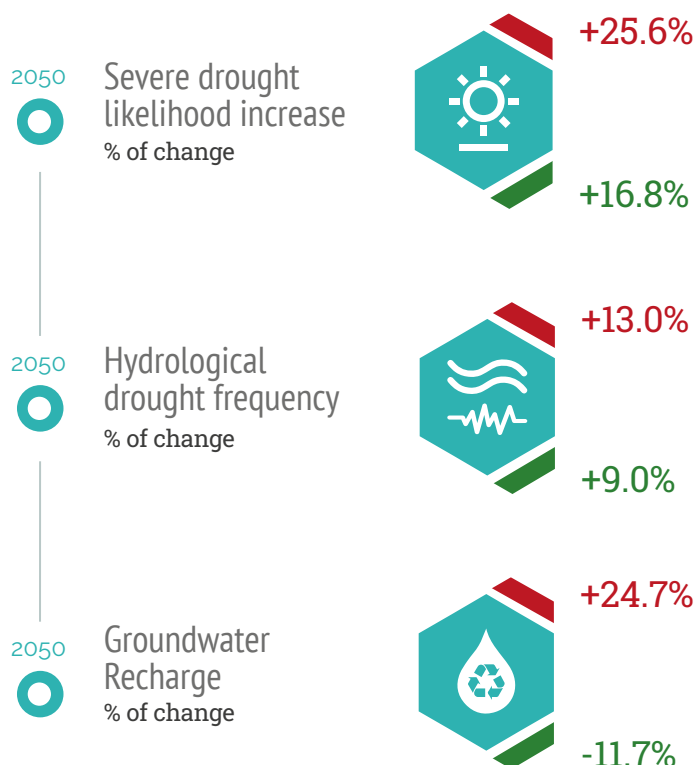 +25.6%
2050
Severe drought
likelihood increase
% of change
+16.8%
+13.0%
2050
Hydrological
drought frequency
% of change
+9.0%
+24.7%
2050
Groundwater
Recharge
% of change
-11.7%